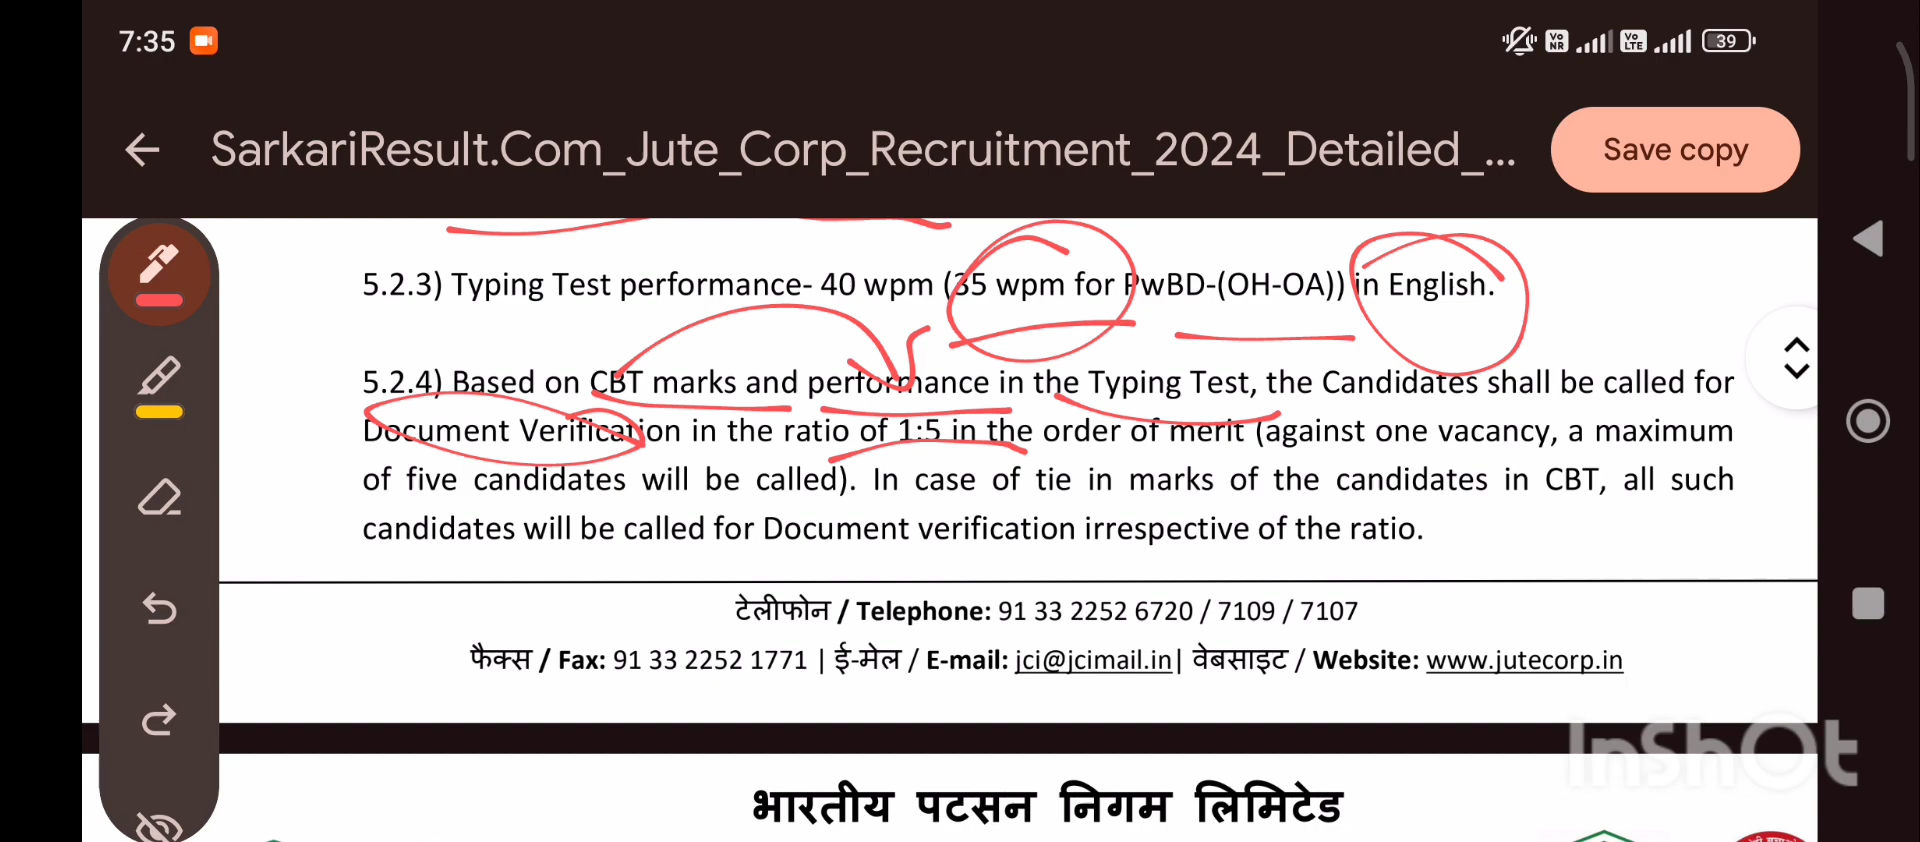 7:35
Vo NR
Vo LTE
39
SarkariResult.Com_Jute_Corp_Recruitment_2024_Detailed_...
Save copy
5.2.3) Typing Test performance- 40 wpm (35 wpm for PwBD-(OH-OA)) in English.
5.2.4) Based on CBT marks and performance in the Typing Test, the Candidates shall be called for
Document Verification in the ratio of 1:5 in the order of merit (against one vacancy, a maximum
of five candidates will be called). In case of tie in marks of the candidates in CBT, all such
candidates will be called for Document verification irrespective of the ratio.
टेलीफोन / Telephone: 91 33 2252 6720 / 7109 / 7107
फैक्स / Fax: 91 33 2252 1771 | ई-मेल / E-mail: jci@jcimail.in| वेबसाइट / Website: www.jutecorp.in
InShOt
भारतीय पटसन निगम लिमिटेड